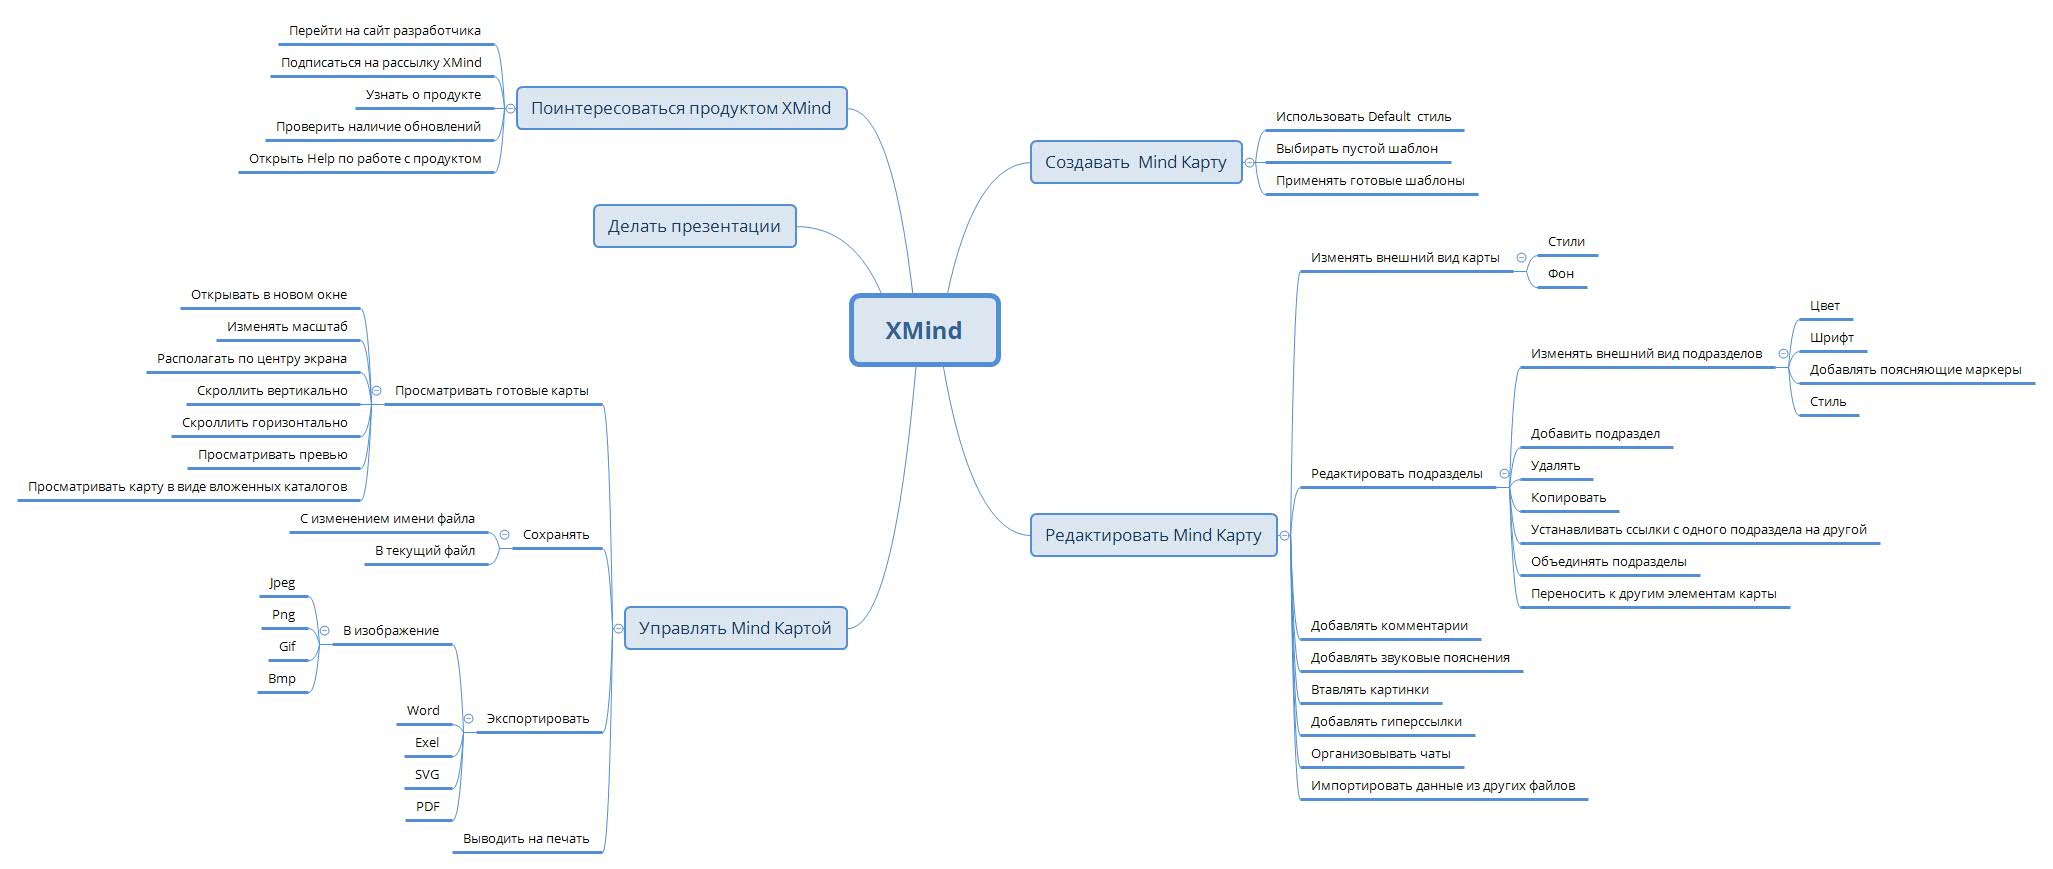 XMind
Поинтересоваться продуктом XMind
Перейти на сайт разработчика
Подписаться на рассылку XMind
Узнать о продукте
Проверить наличие обновлений
Открыть Help по работе с продуктом
Делать презентации
Управлять Mind Картой
Просматривать готовые карты
Открывать в новом окне
Изменять масштаб
Располагать по центру экрана
Скроллить вертикально
Скроллить горизонтально
Просматривать превью
Просматривать карту в виде вложенных каталогов
Сохранять
С изменением имени файла
В текущий файл
Экспортировать
В изображение
Jpeg
Png
Gif
Bmp
Word
Exel
SVG
PDF
Выводить на печать
Создавать Mind Карту
Использовать Default стиль
Выбирать пустой шаблон
Применять готовые шаблоны
Редактировать Mind Карту
Изменять внешний вид карты
Стили
Фон
Редактировать подразделы
Изменять внешний вид подразделов
Цвет
Шрифт
Добавлять поясняющие маркеры
Стиль
Добавить подраздел
Удалять
Копировать
Устанавливать ссылки с одного подраздела на другой
Объединять подразделы
Переносить к другим элементам карты
Добавлять комментарии
Добавлять звуковые пояснения
Втавлять картинки
Добавлять гиперссылки
Организовывать чаты
Импортировать данные из других файлов